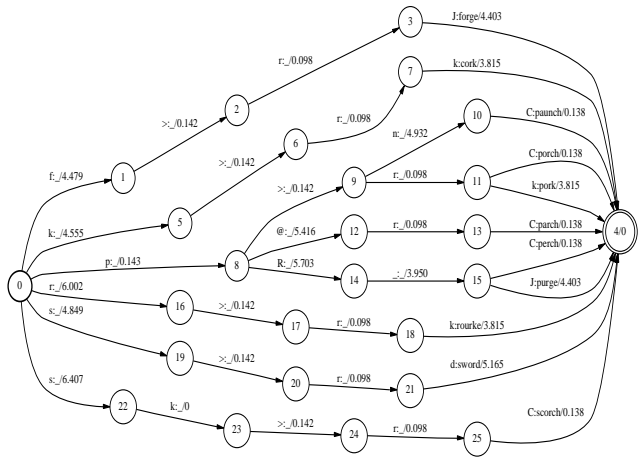 3
J:forge/4.403
r:_/0.098
k:cork/3.815
7
>:_/0.142
2
r:_/0.098
n:_/4.932
10
C:paunch/0.138
6
>:_/0.142
C:porch/0.138
f:_/4.479
1
>:_/0.142
9
r:_/0.098
11
k:pork/3.815
5
k:_/4.555
@:_/5.416
12
r:_/0.098
13
C:parch/0.138
4/0
C:perch/0.138
p:_/0.143
8
R:_/5.703
14
_:_/3.950
15
J:purge/4.403
0
r:_/6.002
16
>:_/0.142
17
r:_/0.098
18
k:rourke/3.815
s:_/4.849
19
>:_/0.142
20
r:_/0.098
21
d:sword/5.165
s:_/6.407
22
k:_/0
23
>:_/0.142
24
r:_/0.098
25
C:scorch/0.138